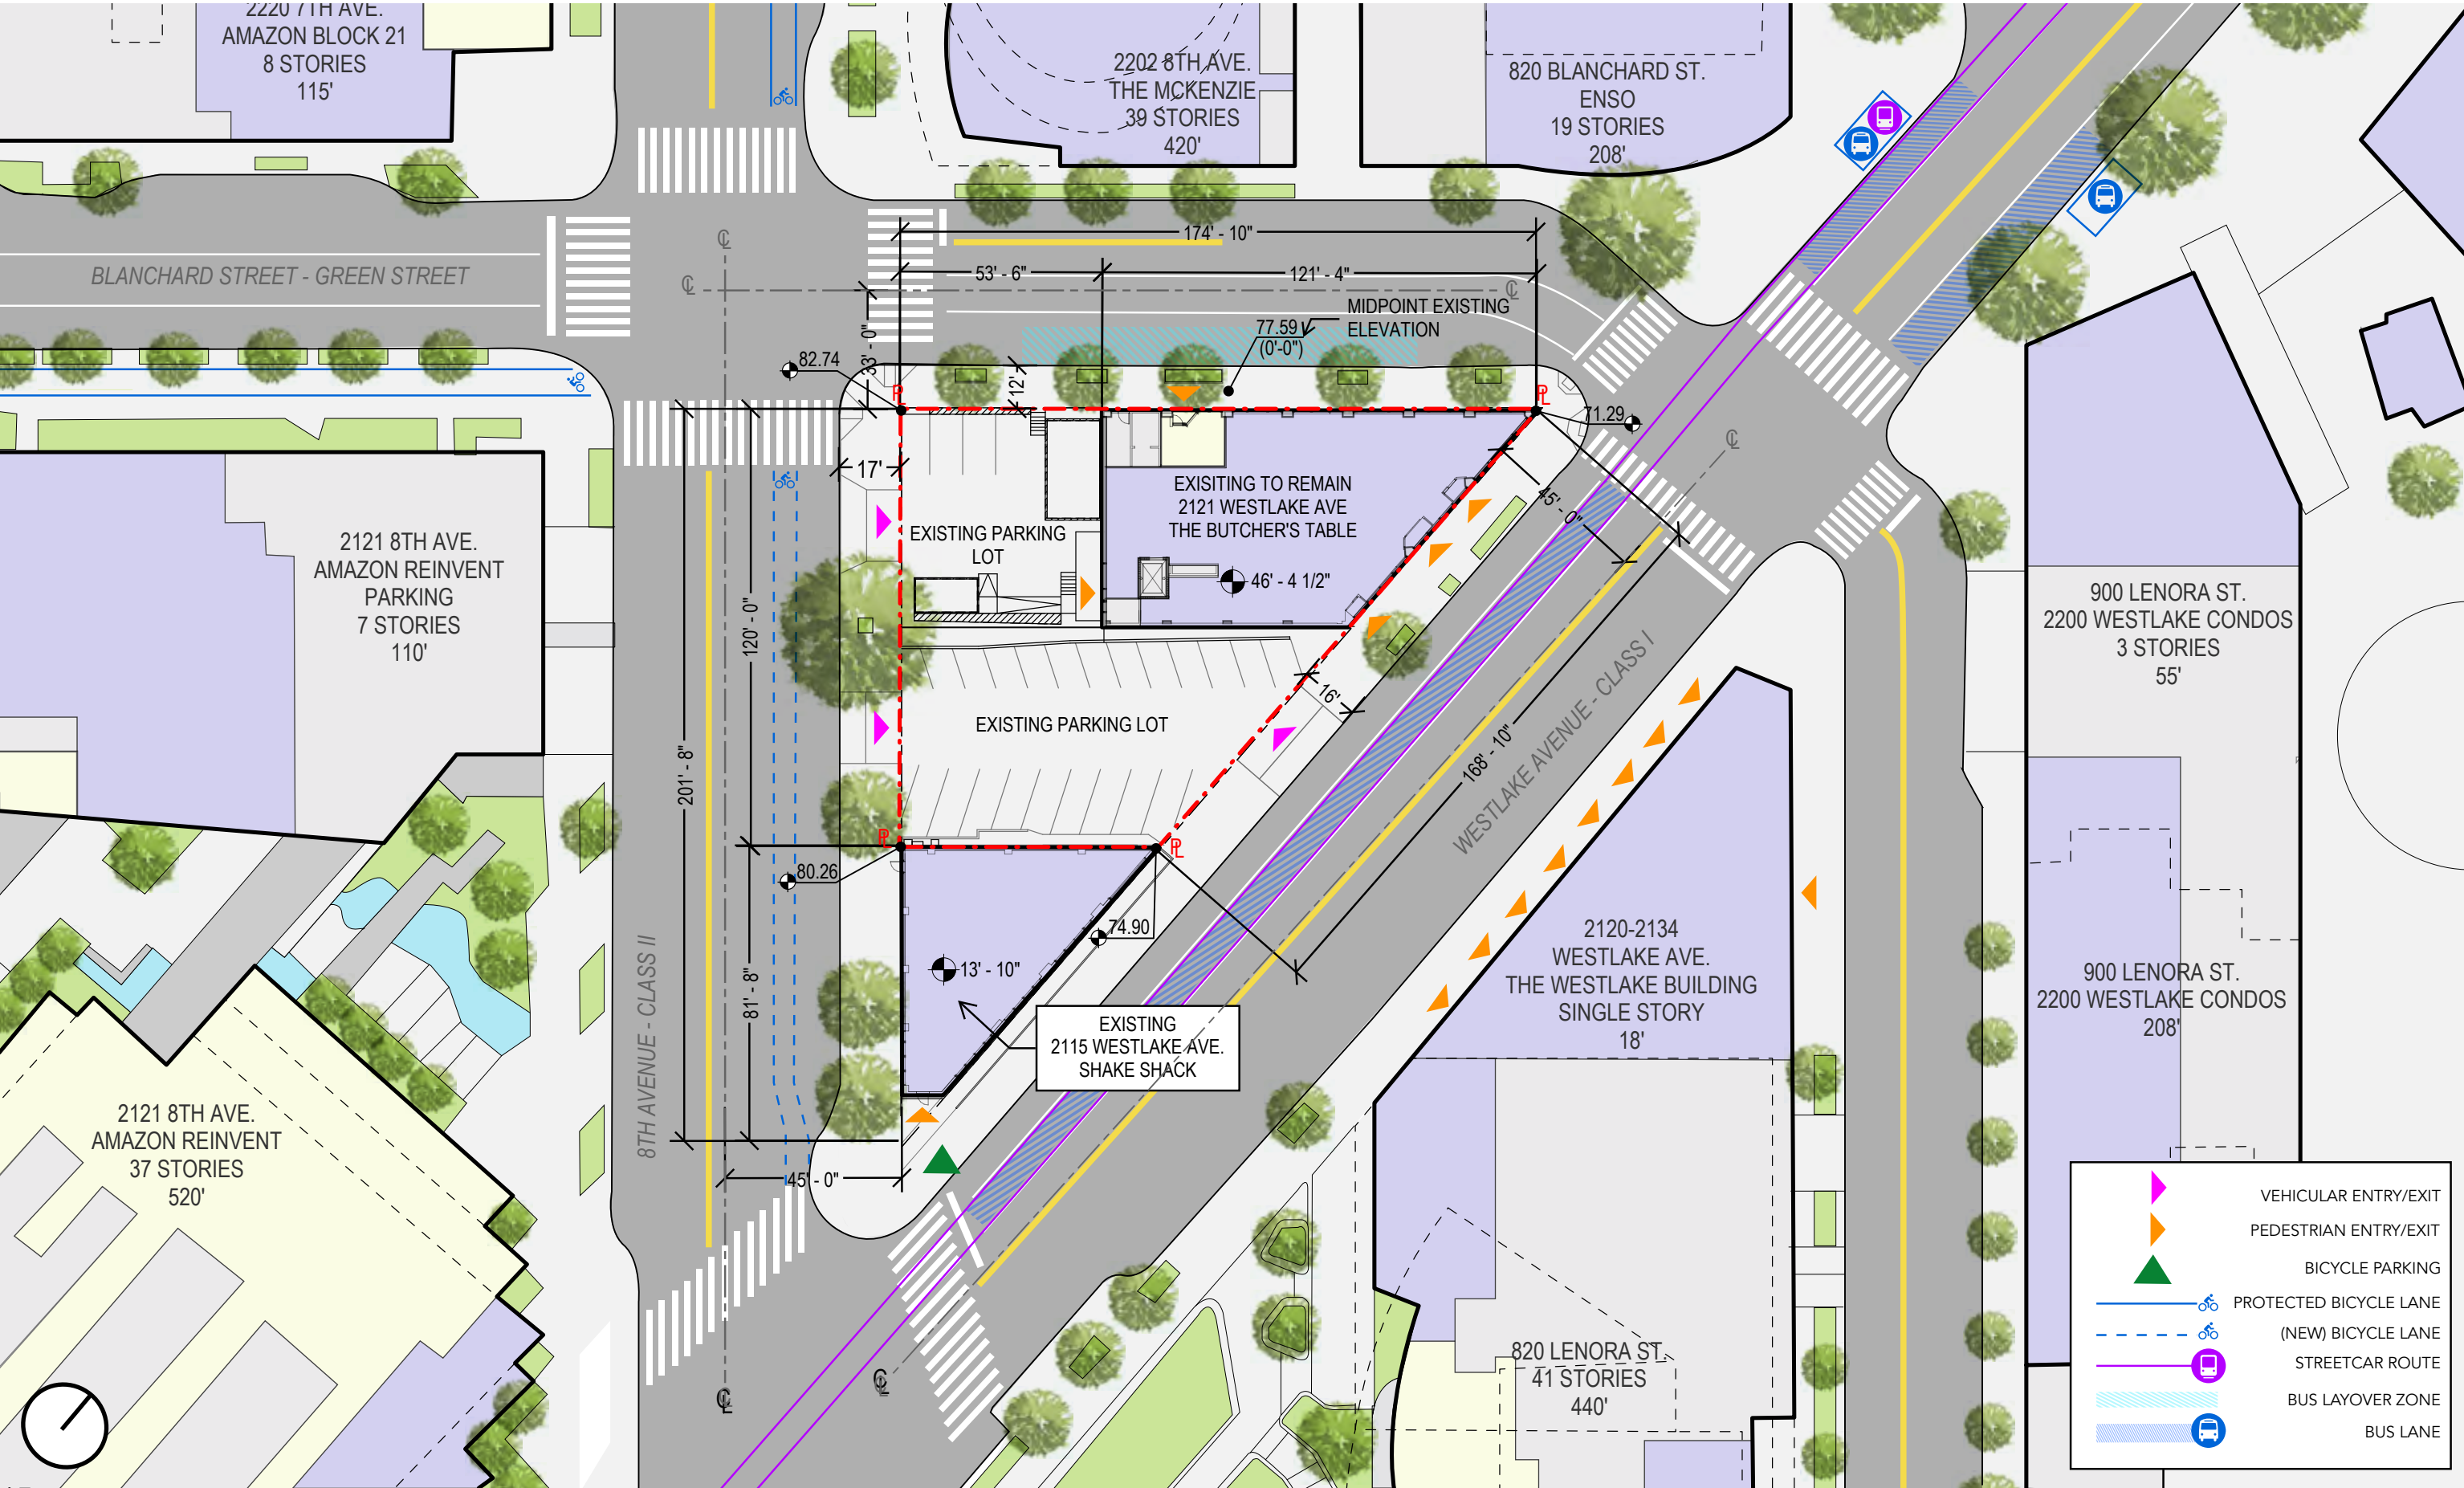 2220 7TH AVE.
AMAZON BLOCK 21
8 STORIES
115'
2202 8TH AVE.
THE MCKENZIE
39 STORIES
420'
820 BLANCHARD ST.
ENSO
19 STORIES
208'
BLANCHARD STREET - GREEN STREET
174' - 10"
53' - 6"
121' - 4"
MIDPOINT EXISTING
ELEVATION
77.59
(0'-0")
33' - 0"
82.74
12'
71.29
17'
45' - 0"
EXISITING TO REMAIN
2121 WESTLAKE AVE
THE BUTCHER'S TABLE
46' - 4 1/2"
EXISTING PARKING
LOT
2121 8TH AVE.
AMAZON REINVENT
PARKING
7 STORIES
110'
900 LENORA ST.
2200 WESTLAKE CONDOS
3 STORIES
55'
120' - 0"
201' - 8"
EXISTING PARKING LOT
16'
168' - 10"
WESTLAKE AVENUE - CLASS I
80.26
74.90
13' - 10"
81' - 8"
8TH AVENUE - CLASS II
EXISTING
2115 WESTLAKE AVE.
SHAKE SHACK
45' - 0"
2120-2134
WESTLAKE AVE.
THE WESTLAKE BUILDING
SINGLE STORY
18'
900 LENORA ST.
2200 WESTLAKE CONDOS
208'
2121 8TH AVE.
AMAZON REINVENT
37 STORIES
520'
820 LENORA ST.
41 STORIES
440'
VEHICULAR ENTRY/EXIT
PEDESTRIAN ENTRY/EXIT
BICYCLE PARKING
PROTECTED BICYCLE LANE
(NEW) BICYCLE LANE
STREETCAR ROUTE
BUS LAYOVER ZONE
BUS LANE